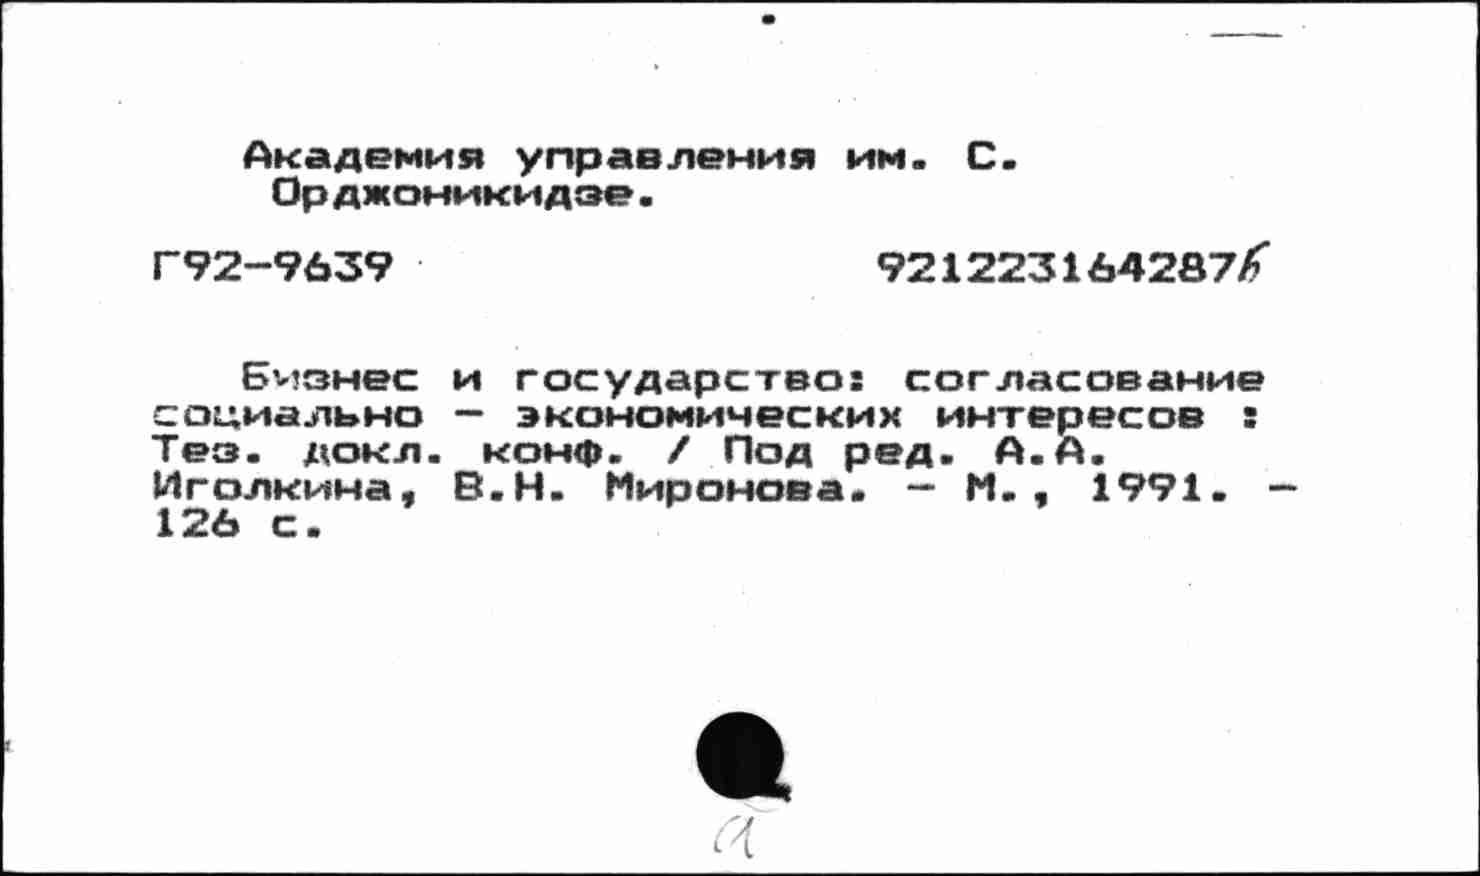 Академия управления им. С.
Орджоникидзе.
Г92-9639 921223164287б
Бизнес и государство: согласование
социально - экономических интересов :
Тез. докл. конф. / Под ред. А.А.
Иголкина, В.Н. Миронова. - М., 1991. -
126 с.
а